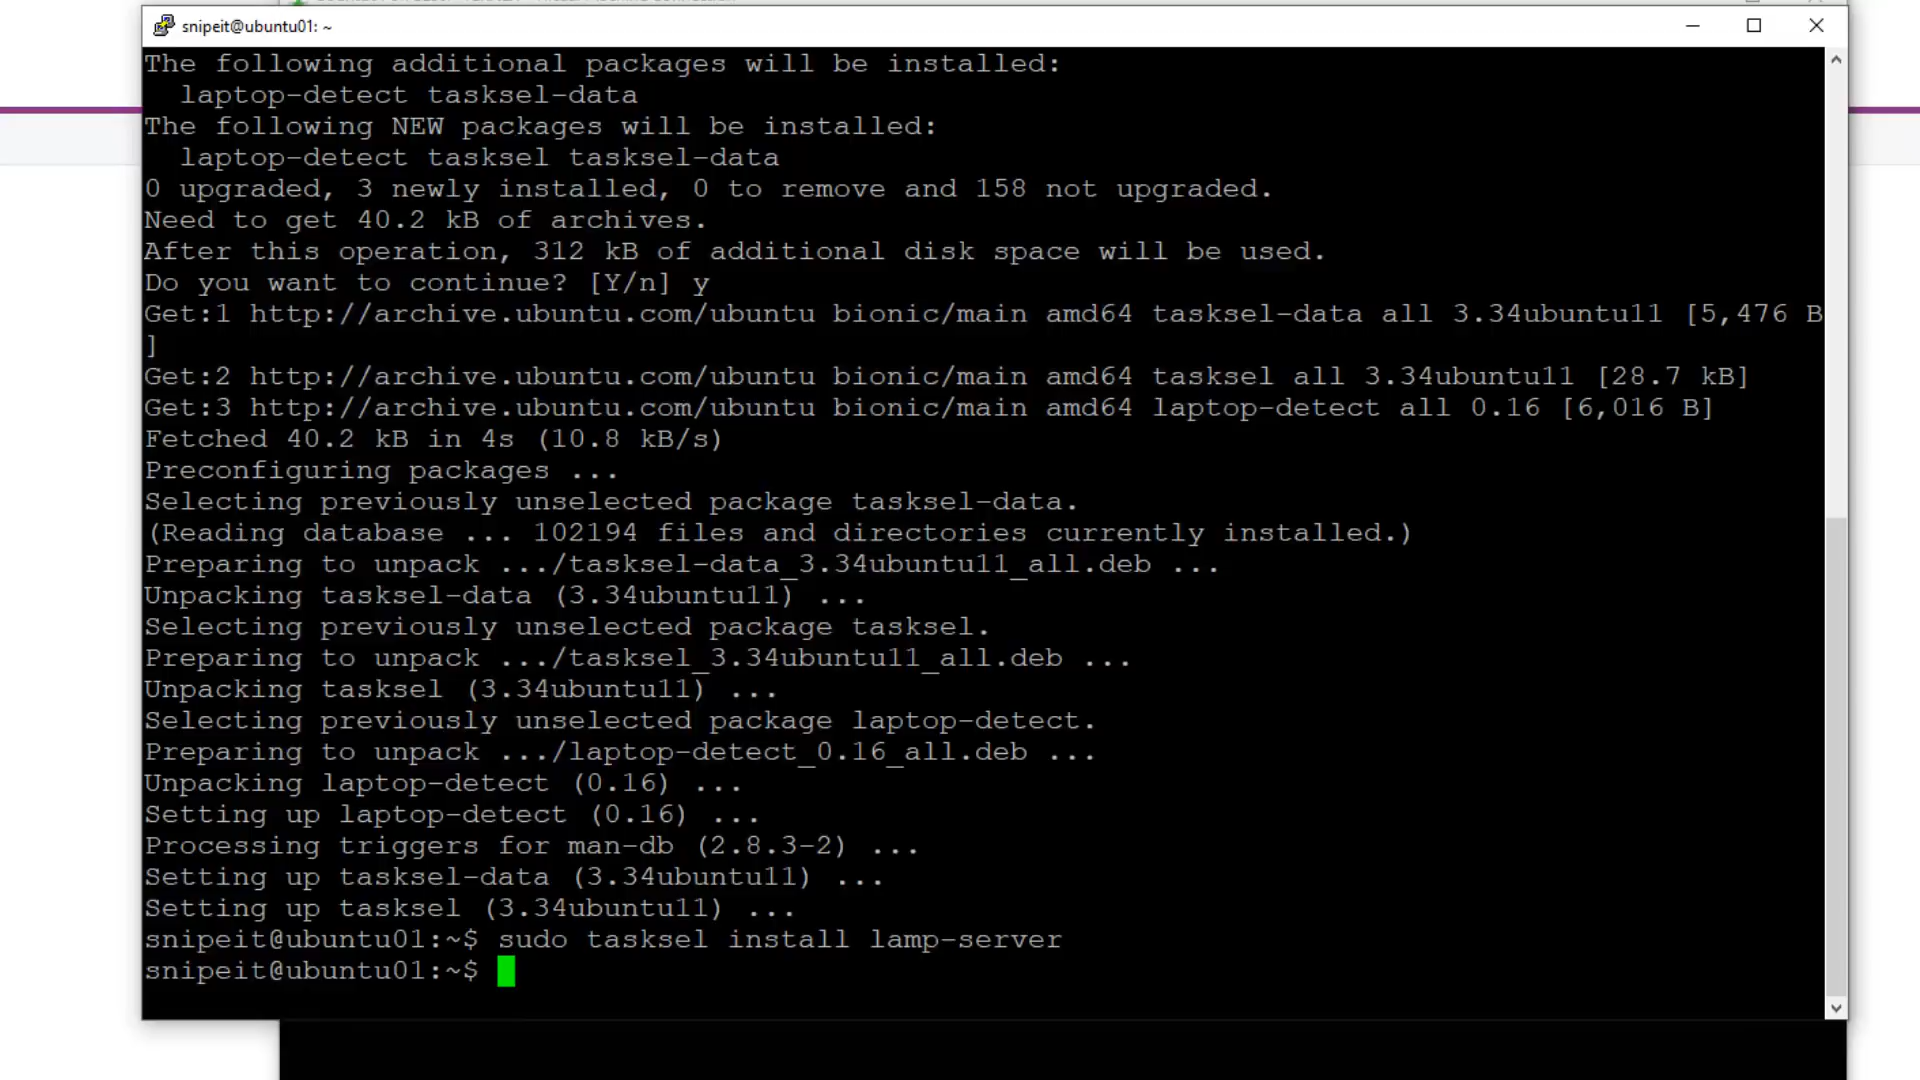 snipeit@ubuntu01: ~
The following additional packages will be installed:
  laptop-detect tasksel-data
The following NEW packages will be installed:
  laptop-detect tasksel tasksel-data
0 upgraded, 3 newly installed, 0 to remove and 158 not upgraded.
Need to get 40.2 kB of archives.
After this operation, 312 kB of additional disk space will be used.
Do you want to continue? [Y/n] y
Get:1 http://archive.ubuntu.com/ubuntu bionic/main amd64 tasksel-data all 3.34ubuntu11 [5,476 B
]
Get:2 http://archive.ubuntu.com/ubuntu bionic/main amd64 tasksel all 3.34ubuntu11 [28.7 kB]
Get:3 http://archive.ubuntu.com/ubuntu bionic/main amd64 laptop-detect all 0.16 [6,016 B]
Fetched 40.2 kB in 4s (10.8 kB/s)
Preconfiguring packages ...
Selecting previously unselected package tasksel-data.
(Reading database ... 102194 files and directories currently installed.)
Preparing to unpack .../tasksel-data_3.34ubuntu11_all.deb ...
Unpacking tasksel-data (3.34ubuntu11) ...
Selecting previously unselected package tasksel.
Preparing to unpack .../tasksel_3.34ubuntu11_all.deb ...
Unpacking tasksel (3.34ubuntu11) ...
Selecting previously unselected package laptop-detect.
Preparing to unpack .../laptop-detect_0.16_all.deb ...
Unpacking laptop-detect (0.16) ...
Setting up laptop-detect (0.16) ...
Processing triggers for man-db (2.8.3-2) ...
Setting up tasksel-data (3.34ubuntu11) ...
Setting up tasksel (3.34ubuntu11) ...
snipeit@ubuntu01:~$ sudo tasksel install lamp-server
snipeit@ubuntu01:~$